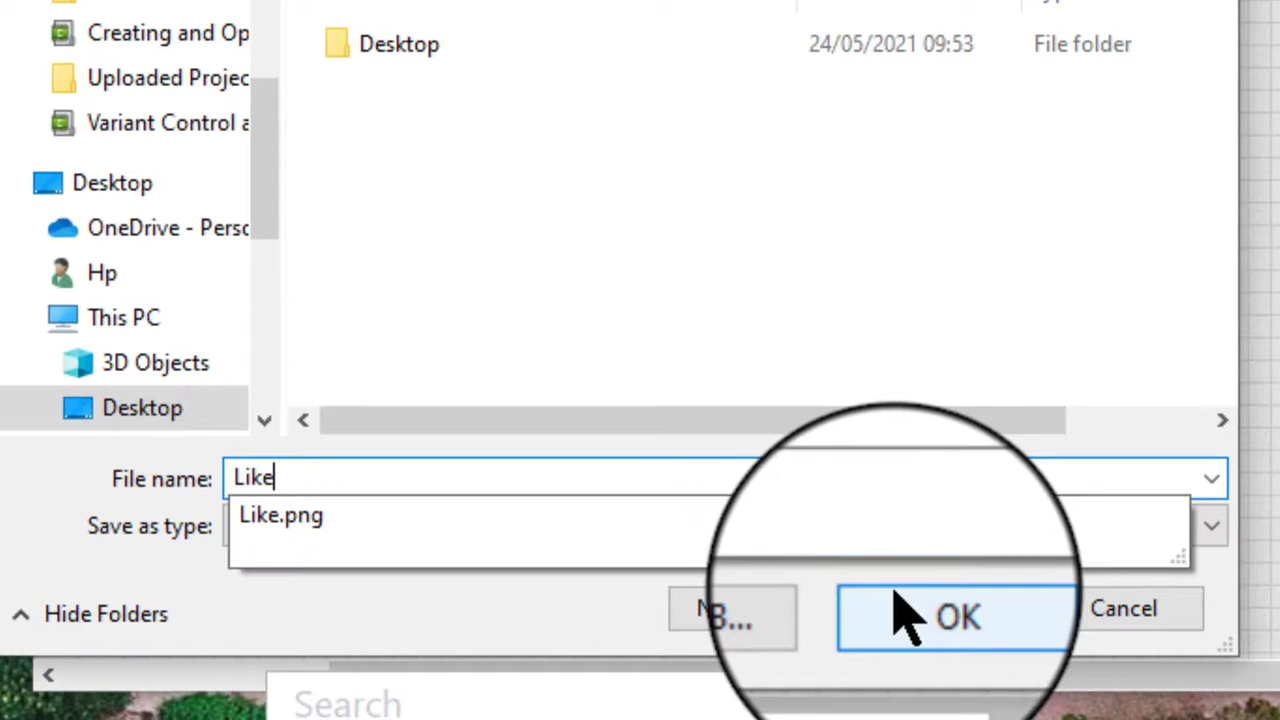 Creating and Op
Desktop 24/05/2021 09:53 File folder
Uploaded Projec
Variant Control a
Desktop
OneDrive - Perso
Hp
This PC
3D Objects
Desktop
File name: Like
Like.png
Save as type:
B... OK Cancel
Hide Folders
Search